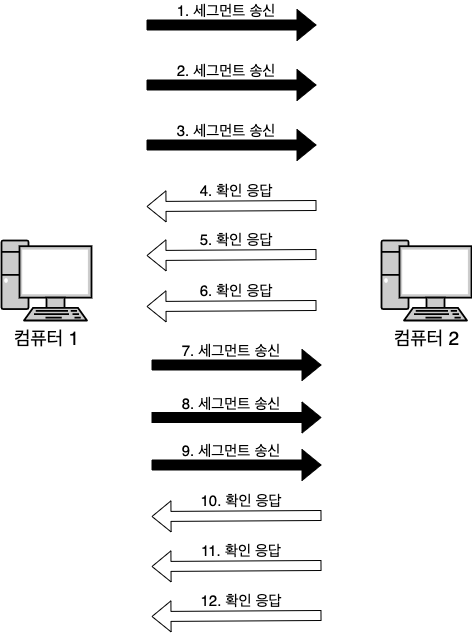 1. 세그먼트 송신
2. 세그먼트 송신
3. 세그먼트 송신
4. 확인 응답
5. 확인 응답
6. 확인 응답
컴퓨터 1
컴퓨터 2
7. 세그먼트 송신
8. 세그먼트 송신
9. 세그먼트 송신
10. 확인 응답
11. 확인 응답
12. 확인 응답